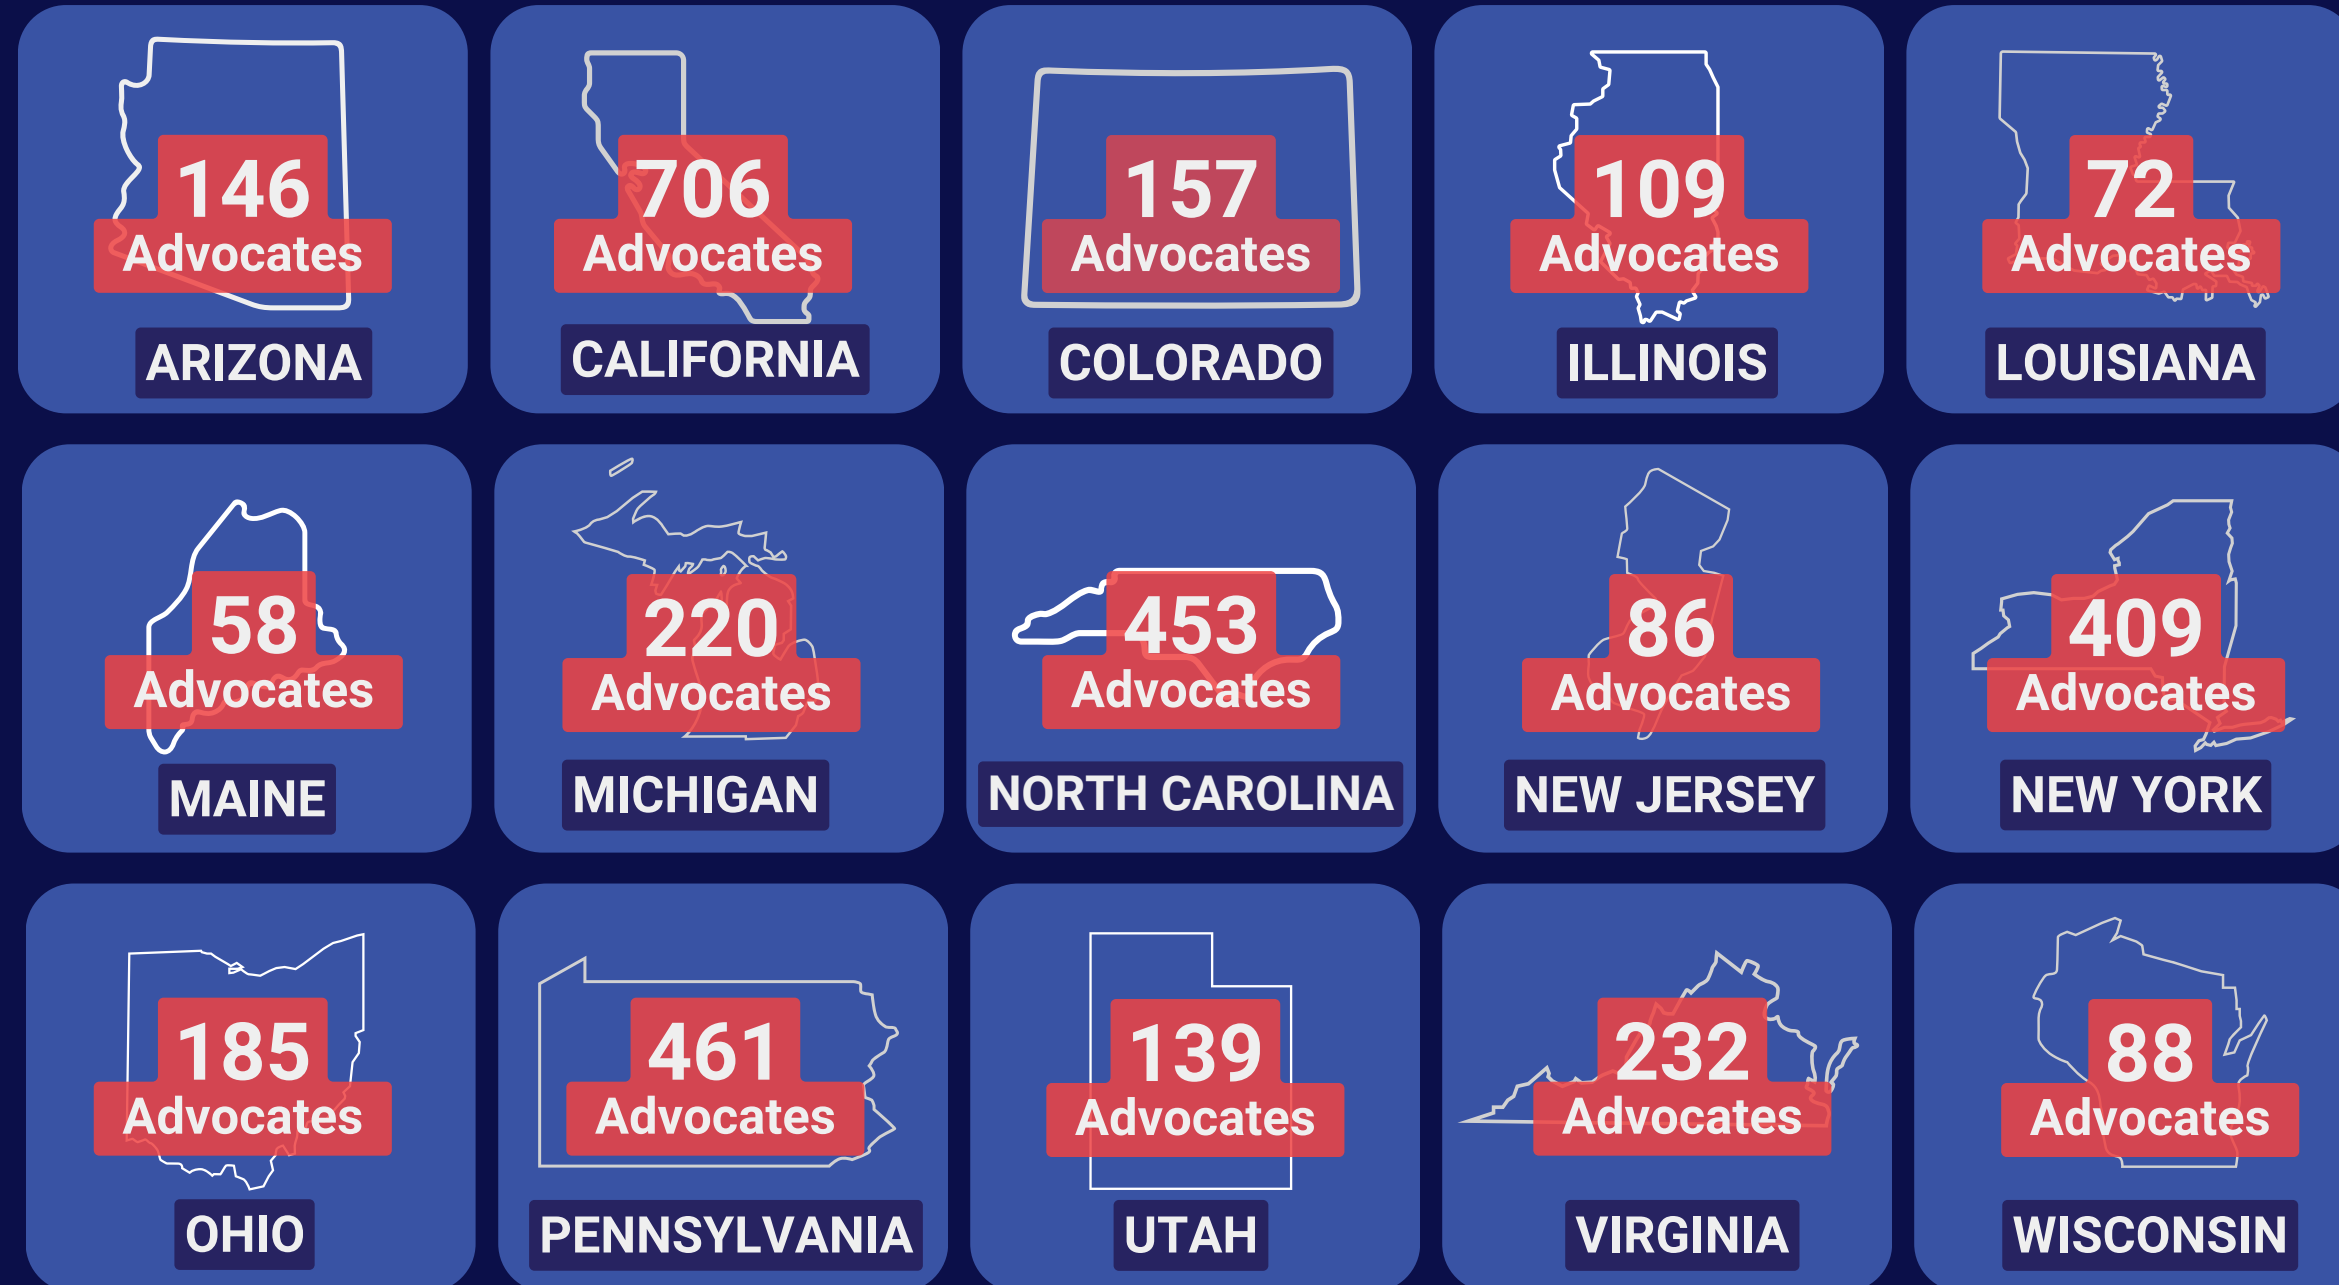 146
Advocates
ARIZONA
706
Advocates
CALIFORNIA
157
Advocates
COLORADO
109
Advocates
ILLINOIS
72
Advocates
LOUISIANA
58
Advocates
MAINE
220
Advocates
MICHIGAN
453
Advocates
NORTH CAROLINA
86
Advocates
NEW JERSEY
409
Advocates
NEW YORK
185
Advocates
OHIO
461
Advocates
PENNSYLVANIA
139
Advocates
UTAH
232
Advocates
VIRGINIA
88
Advocates
WISCONSIN